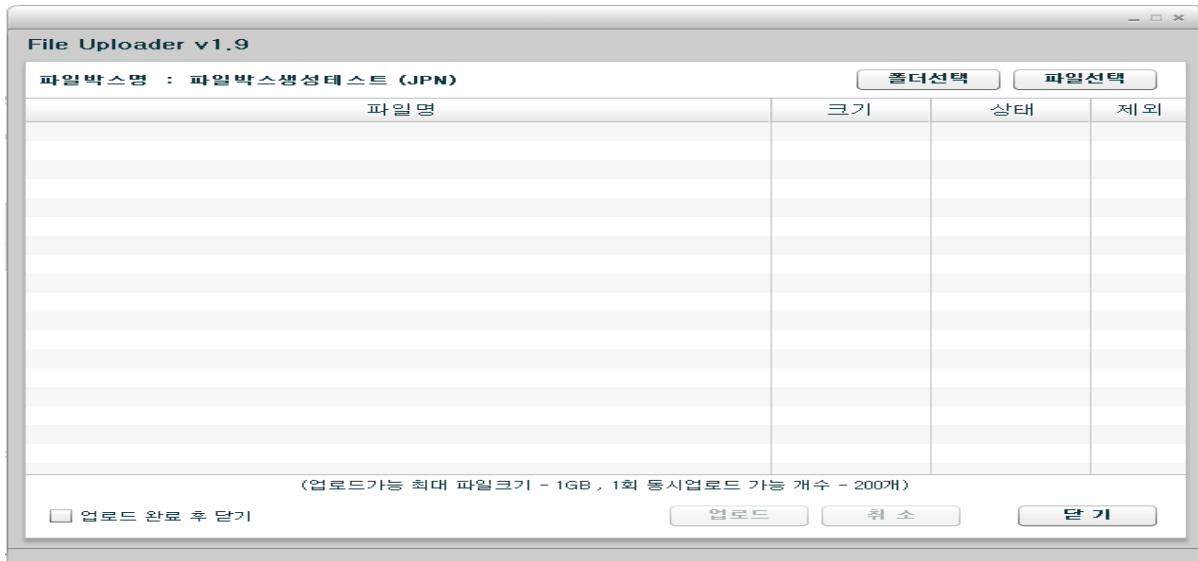 File Uploader v1.9
파일박스명 : 파일박스생성테스트 (JPN) 폴더선택 파일선택
파일명 크기 상태 제외
(업로드가능 최대 파일크기 - 1GB , 1회 동시업로드 가능 개수 - 200개)
업로드 완료 후 닫기 업로드 취 소 닫 기